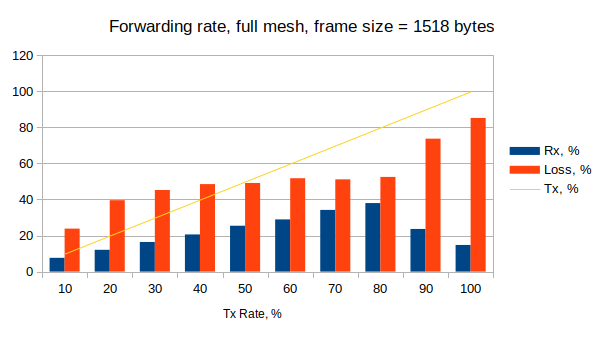 Forwarding rate, full mesh, frame size = 1518 bytes
120
100
80
60
40
20
0
10 20 30 40 50 60 70 80 90 100
Tx Rate, %
Rx, %
Loss, %
Tx, %